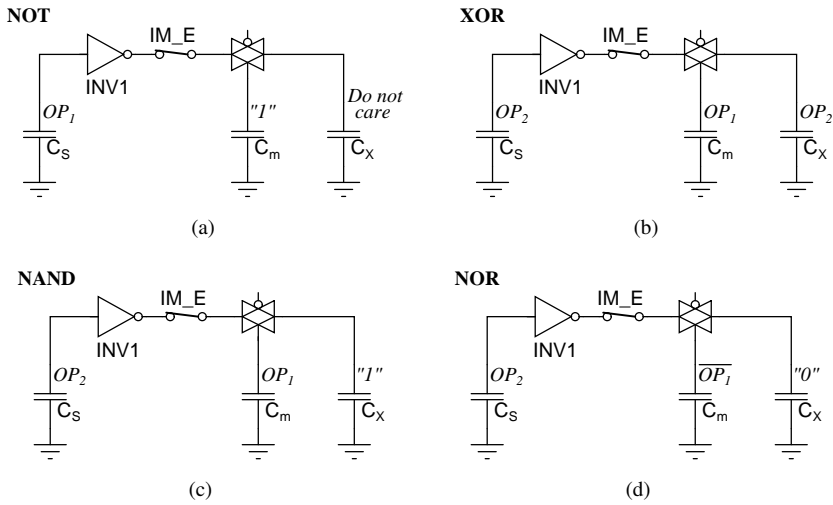 NOT
IM_E
INV1
OP1
"1"
Do not
care
CS
Cm
CX
(a)
XOR
IM_E
INV1
OP2
OP1
OP2
CS
Cm
CX
(b)
NAND
IM_E
INV1
OP2
OP1
"1"
CS
Cm
CX
(c)
NOR
IM_E
INV1
OP2
OP1
"0"
CS
Cm
CX
(d)